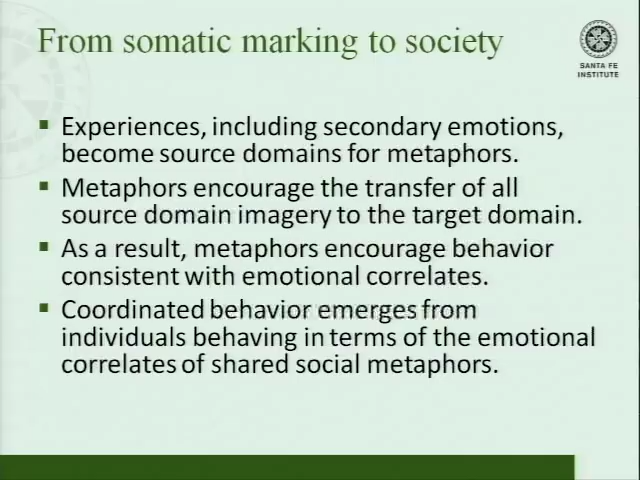 From somatic marking to society
SANTA FE
INSTITUTE
Experiences, including secondary emotions,
become source domains for metaphors.
Metaphors encourage the transfer of all
source domain imagery to the target domain.
As a result, metaphors encourage behavior
consistent with emotional correlates.
Coordinated behavior emerges from
individuals behaving in terms of the emotional
correlates of shared social metaphors.